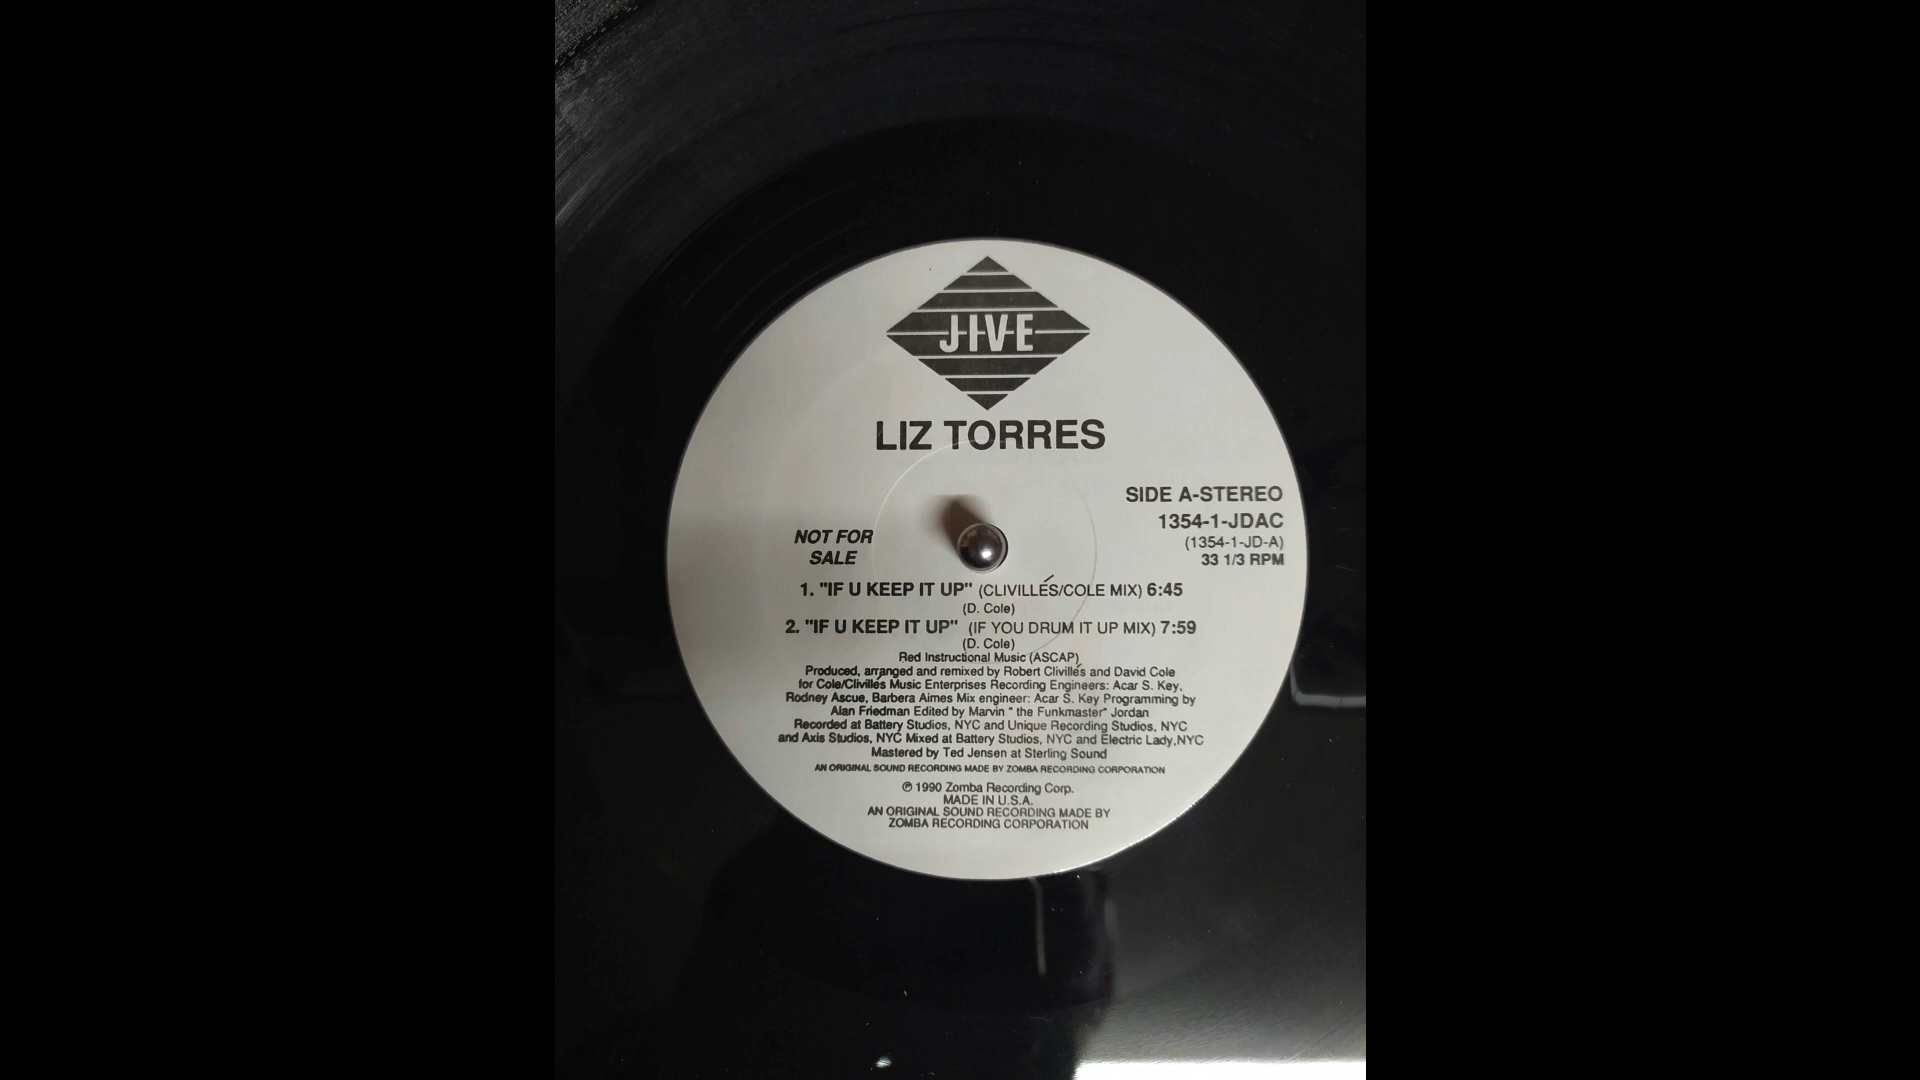 JIVE
LIZ TORRES
SIDE A-STEREO
1354-1-JDAC
(1354-1-JD-A)
33 1/3 RPM
NOT FOR
SALE
1. "IF U KEEP IT UP" (CLIVILLÉS/COLE MIX) 6:45
(D. Cole)
2. "IF U KEEP IT UP" (IF YOU DRUM IT UP MIX) 7:59
(D. Cole)
Red Instructional Music (ASCAP)
Produced, arranged and remixed by Robert Clivillés and David Cole
for Cole/Clivillés Music Enterprises Recording Engineers: Acar S. Key,
Rodney Ascue, Barbera Aimes Mix engineer: Acar S. Key Programming by
Alan Friedman Edited by Marvin " the Funkmaster" Jordan
Recorded at Battery Studios, NYC and Unique Recording Studios, NYC
and Axis Studios, NYC Mixed at Battery Studios, NYC and Electric Lady,NYC
Mastered by Ted Jensen at Sterling Sound
AN ORIGINAL SOUND RECORDING MADE BY ZOMBA RECORDING CORPORATION
℗ 1990 Zomba Recording Corp.
MADE IN U.S.A.
AN ORIGINAL SOUND RECORDING MADE BY
ZOMBA RECORDING CORPORATION